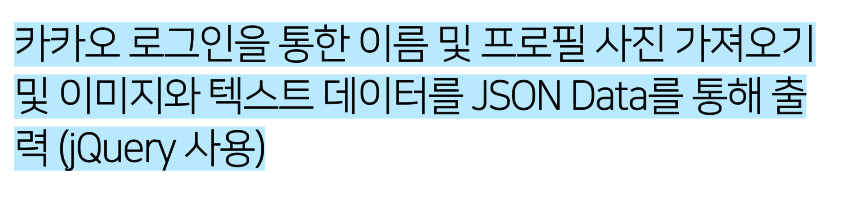 카카오 로그인을 통한 이름 및 프로필 사진 가져오기
및 이미지와 텍스트 데이터를 JSON Data를 통해 출
력 (jQuery 사용)